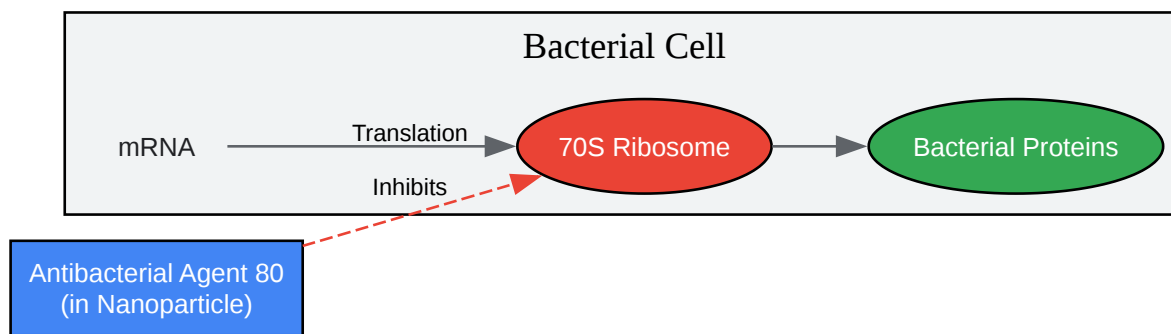 Bacterial Cell
mRNA
Translation
70S Ribosome
Bacterial Proteins
Inhibits
Antibacterial Agent 80
(in Nanoparticle)